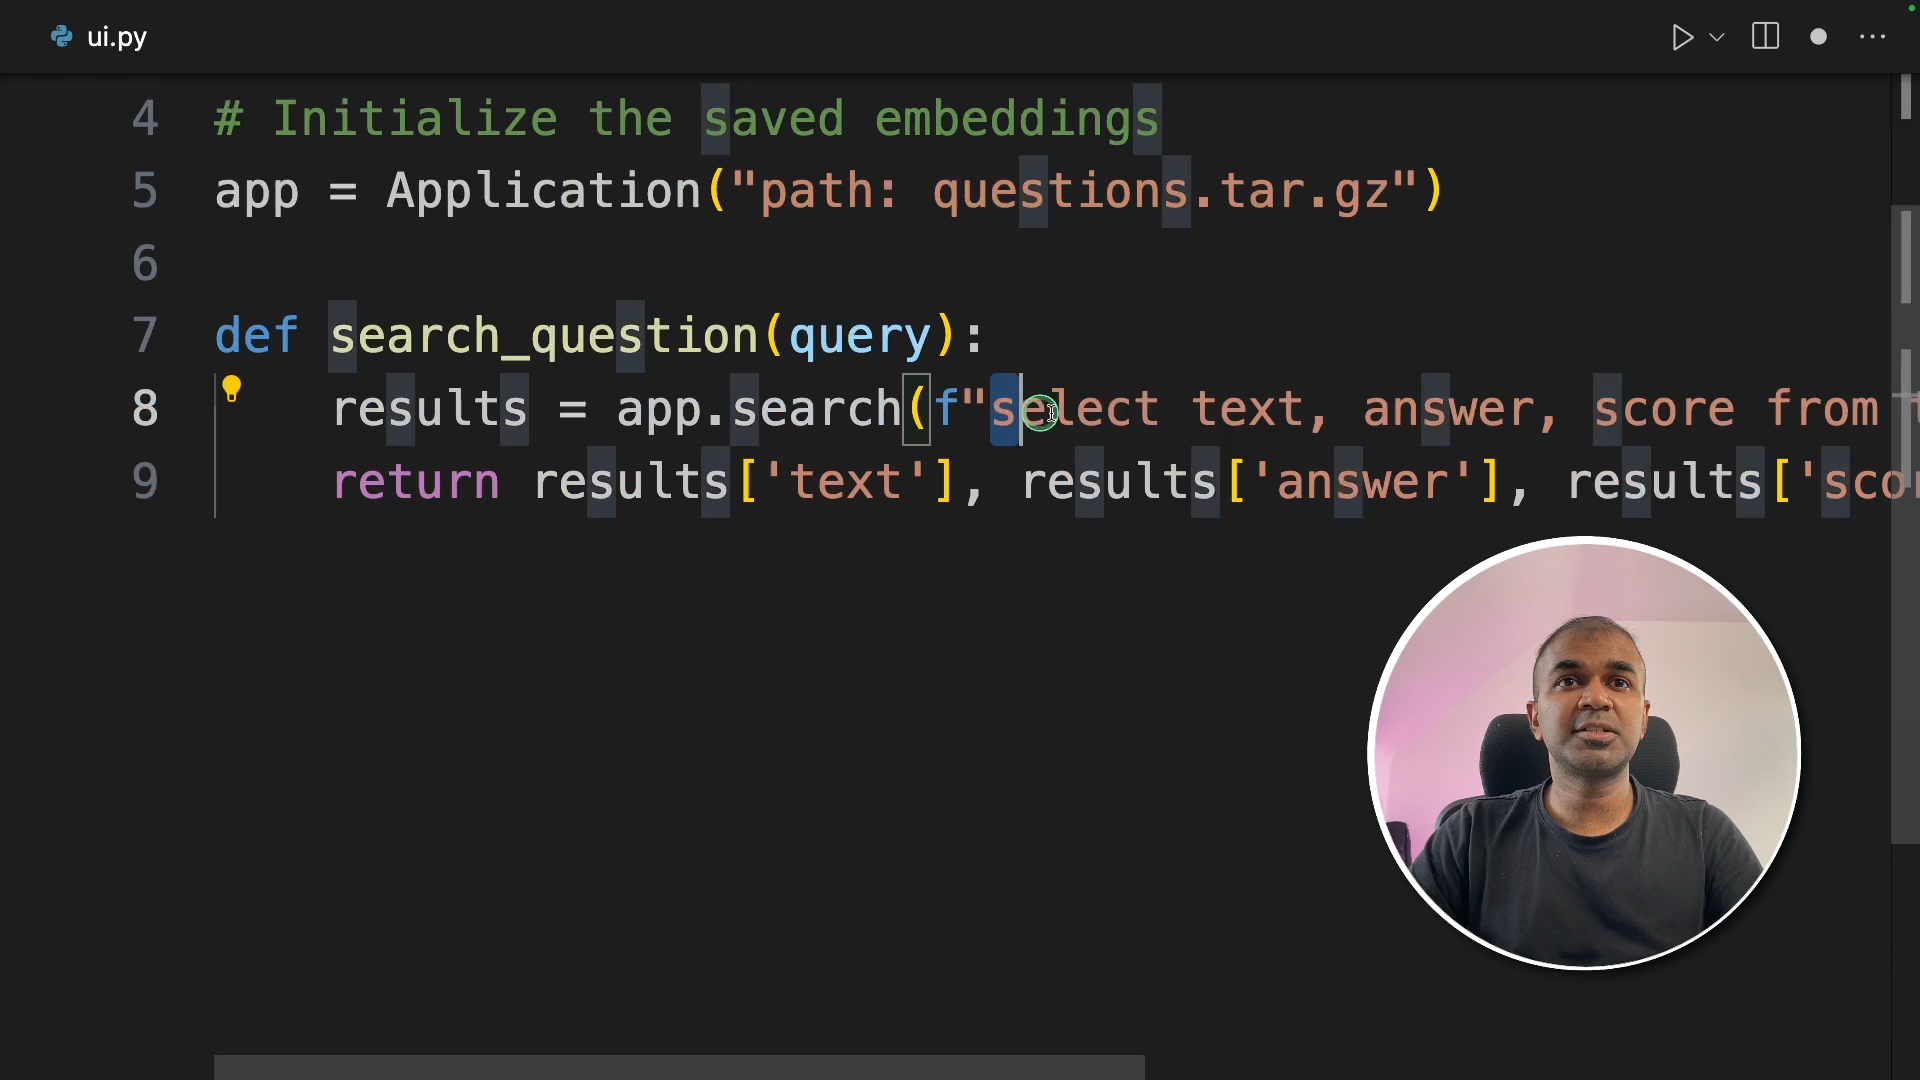 ui.py
4 # Initialize the saved embeddings
5 app = Application("path: questions.tar.gz")
6
7 def search_question(query):
8 results = app.search(f"select text, answer, score from
9 return results['text'], results['answer'], results['sco